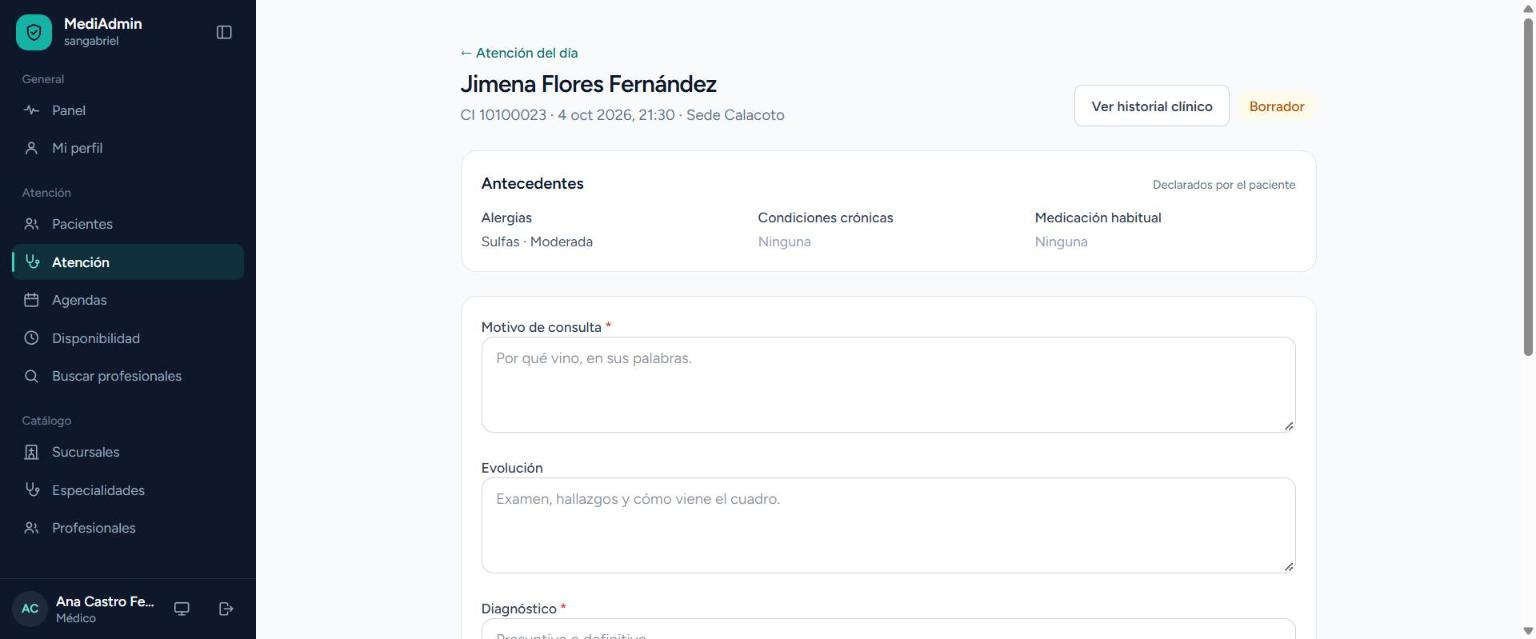 MediAdmin
sangabriel
General
Panel
Mi perfil
Atención
Pacientes
Atención
Agendas
Disponibilidad
Buscar profesionales
Catálogo
Sucursales
Especialidades
Profesionales
AC
Ana Castro Fe...
Médico
← Atención del día
Jimena Flores Fernández
CI 10100023 · 4 oct 2026, 21:30 · Sede Calacoto
Ver historial clínico
Borrador
Antecedentes
Declarados por el paciente
Alergias
Condiciones crónicas
Medicación habitual
Sulfas · Moderada
Ninguna
Ninguna
Motivo de consulta *
Por qué vino, en sus palabras.
Evolución
Examen, hallazgos y cómo viene el cuadro.
Diagnóstico *
Presuntivo o definitivo.